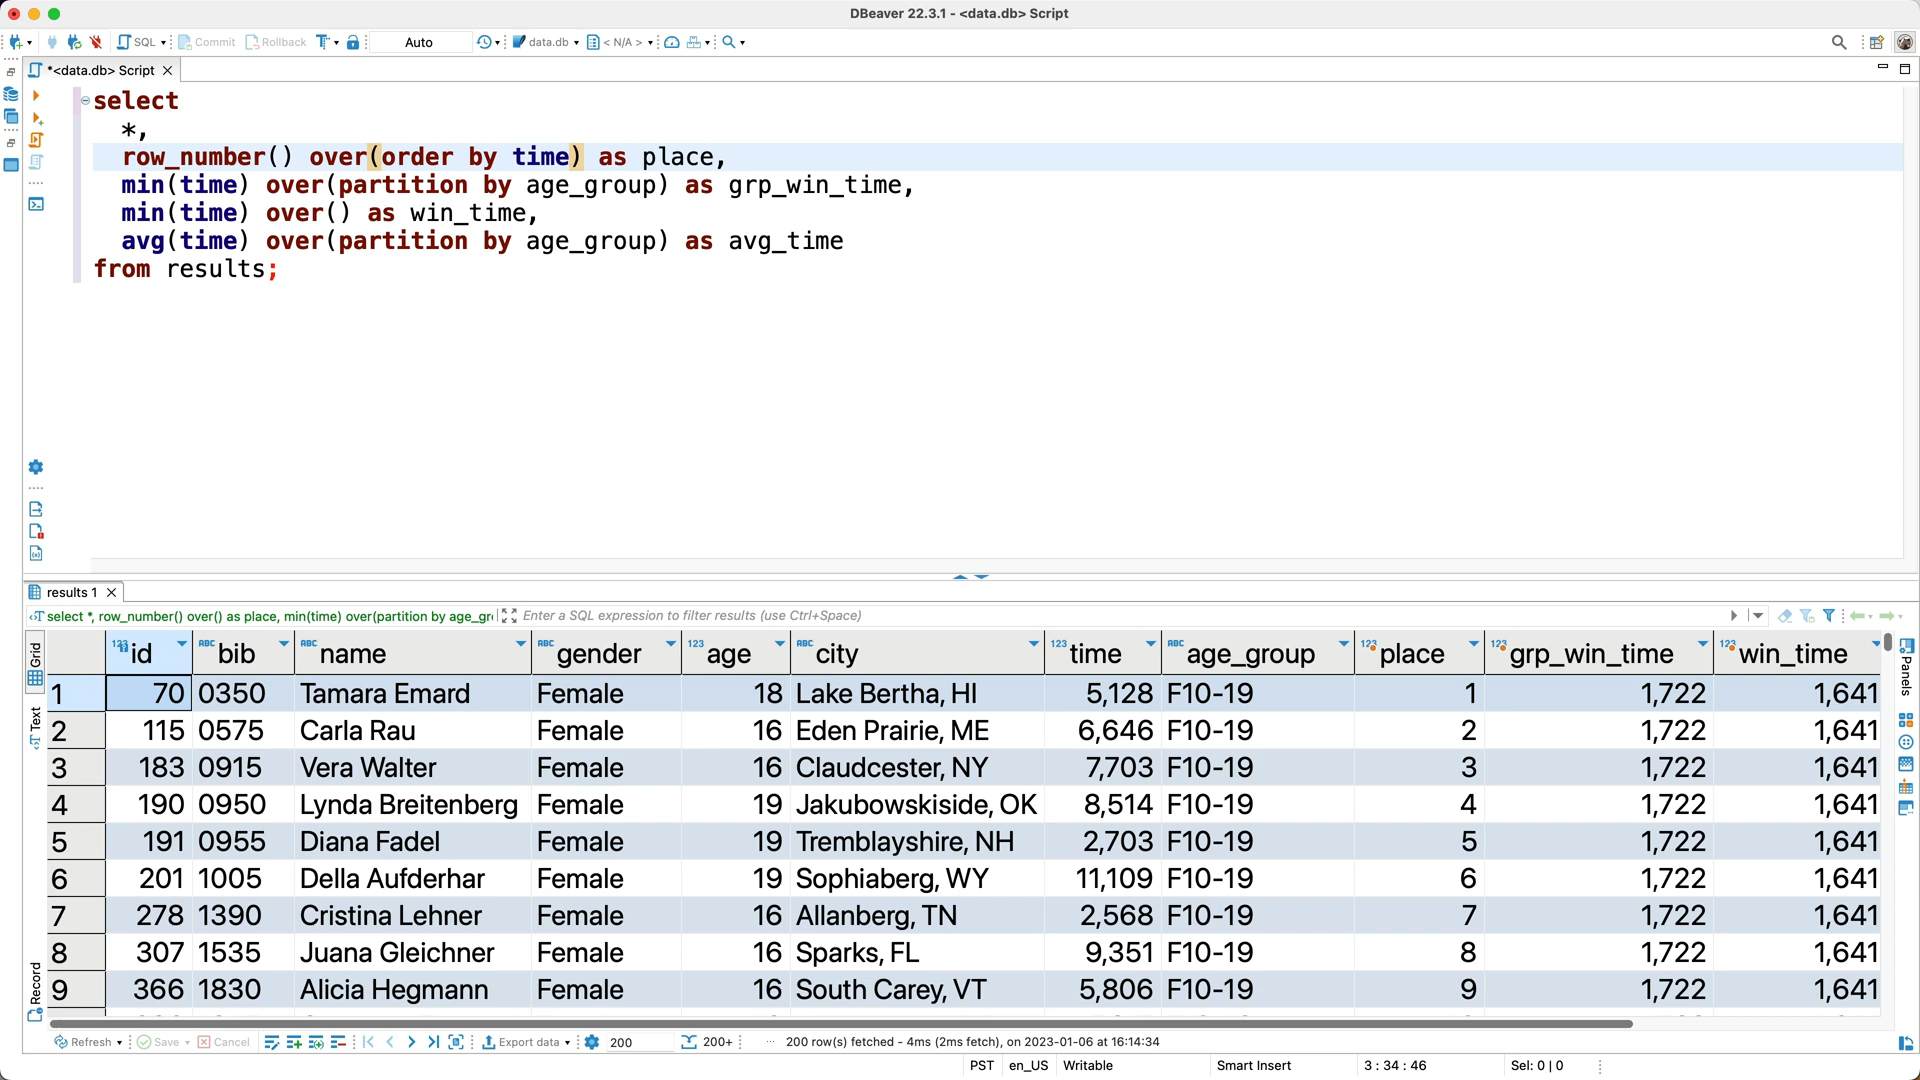 DBeaver 22.3.1 - <data.db> Script
SQL Commit Rollback Auto data.db < N/A >
*<data.db> Script
select
*,
row_number() over(order by time) as place,
min(time) over(partition by age_group) as grp_win_time,
min(time) over() as win_time,
avg(time) over(partition by age_group) as avg_time
from results;
results 1
select *, row_number() over() as place, min(time) over(partition by age_gr Enter a SQL expression to filter results (use Ctrl+Space)
Grid
Text
Record
Panels
id bib name gender age city time age_group place grp_win_time win_time
1 70 0350 Tamara Emard Female 18 Lake Bertha, HI 5,128 F10-19 1 1,722 1,641
2 115 0575 Carla Rau Female 16 Eden Prairie, ME 6,646 F10-19 2 1,722 1,641
3 183 0915 Vera Walter Female 16 Claudcester, NY 7,703 F10-19 3 1,722 1,641
4 190 0950 Lynda Breitenberg Female 19 Jakubowskiside, OK 8,514 F10-19 4 1,722 1,641
5 191 0955 Diana Fadel Female 19 Tremblayshire, NH 2,703 F10-19 5 1,722 1,641
6 201 1005 Della Aufderhar Female 19 Sophiaberg, WY 11,109 F10-19 6 1,722 1,641
7 278 1390 Cristina Lehner Female 16 Allanberg, TN 2,568 F10-19 7 1,722 1,641
8 307 1535 Juana Gleichner Female 16 Sparks, FL 9,351 F10-19 8 1,722 1,641
9 366 1830 Alicia Hegmann Female 16 South Carey, VT 5,806 F10-19 9 1,722 1,641
Refresh Save Cancel Export data 200 200+ ... 200 row(s) fetched - 4ms (2ms fetch), on 2023-01-06 at 16:14:34
PST en_US Writable Smart Insert 3 : 34 : 46 Sel: 0 | 0